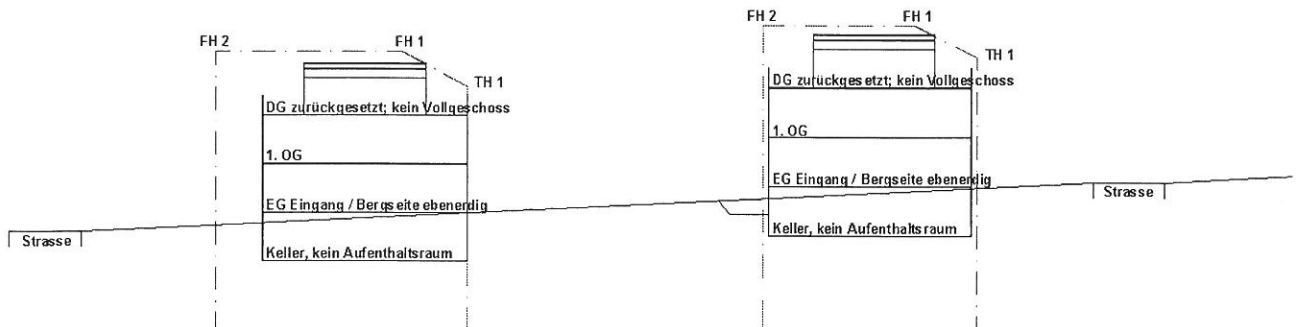 FH 2
FH 1
TH 1
DG zurückgesetzt; kein Vollgeschoss
1. OG
EG Eingang / Bergseite ebenerdig
Keller, kein Aufenthaltsraum
Strasse
FH 2
FH 1
TH 1
DG zurückgesetzt; kein Vollgeschoss
1. OG
EG Eingang / Bergseite ebenerdig
Keller, kein Aufenthaltsraum
Strasse